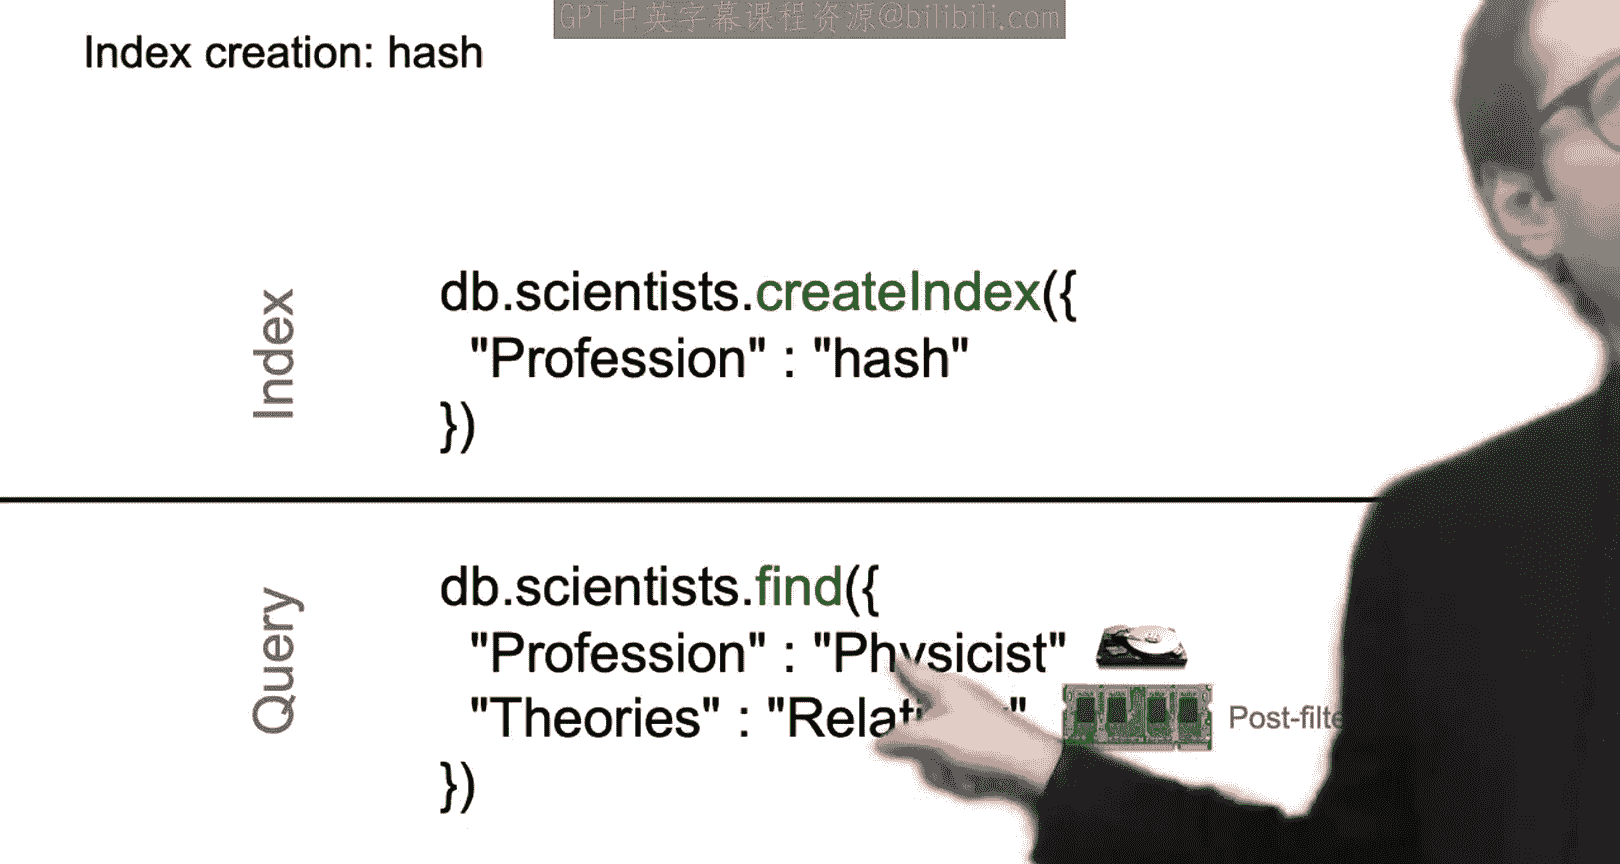 GPT中英字幕课程资源@bilibili.com
Index creation: hash
Index
db.scientists.createIndex({
"Profession" : "hash"
})
Query
db.scientists.find({
"Profession" : "Physicist"
"Theories" :
Post-filte
})